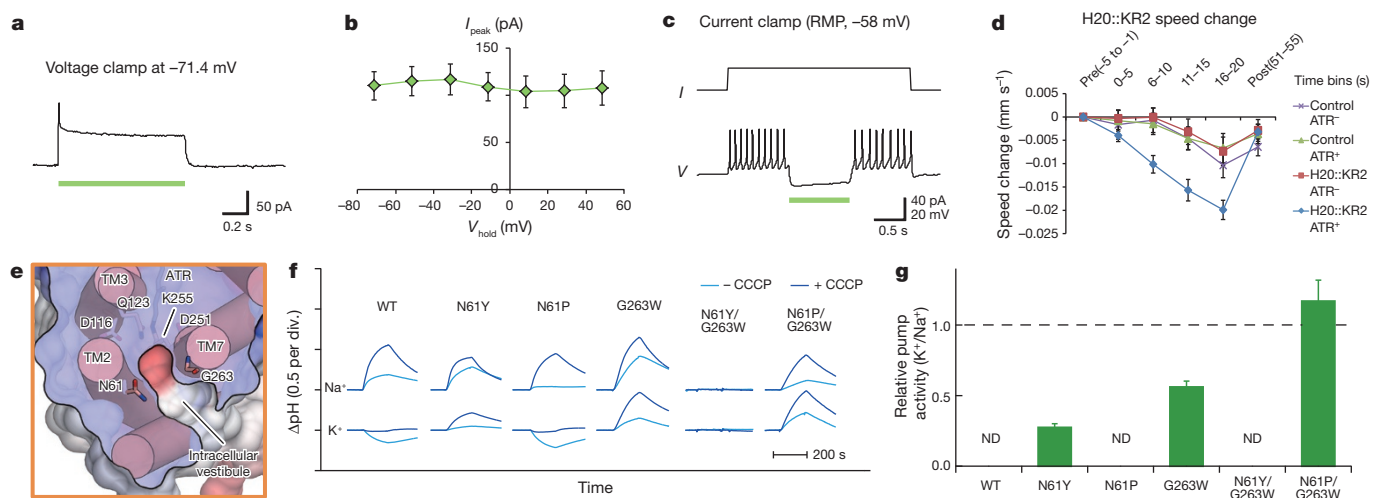 a
Voltage clamp at –71.4 mV
50 pA
0.2 s
b
I peak (pA)
150
100
50
0
–80 –60 –40 –20 0 20 40 60
V hold (mV)
c
Current clamp (RMP, –58 mV)
I
V
40 pA
20 mV
0.5 s
d
H20::KR2 speed change
Pre(–5 to –1)
0–5
6–10
11–15
16–20
Post(51–55)
Time bins (s)
Speed change (mm s⁻¹)
0.005
0
–0.005
–0.01
–0.015
–0.02
–0.025
Control
ATR⁻
Control
ATR⁺
H20::KR2
ATR⁻
H20::KR2
ATR⁺
e
TM3
ATR
Q123
K255
D116
D251
TM2
TM7
N61
G263
Intracellular
vestibule
f
– CCCP + CCCP
WT N61Y N61P G263W N61Y/ G263W N61P/ G263W
ΔpH (0.5 per div.)
Na⁺
K⁺
200 s
Time
g
Relative pump
activity (K⁺/Na⁺)
1.0
0.5
0.0
ND ND ND
WT N61Y N61P G263W N61Y/ G263W N61P/ G263W